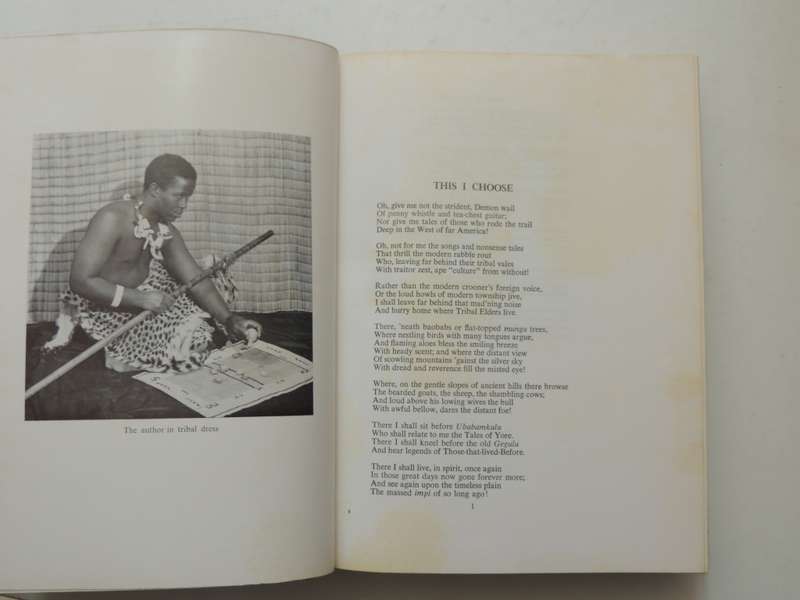 The author in tribal dress
THIS I CHOOSE
Oh, give me not the strident, Demon wail
Of penny whistle and tea-chest guitar;
Nor give me tales of those who rode the trail
Deep in the West of far America!
Oh, not for me the songs and nonsense tales
That thrill the modern rabble rout
Who, leaving far behind their tribal vales
With traitor zest, ape "culture" from without!
Rather than the modern crooner's foreign voice,
Or the loud howls of modern township jive,
I shall leave far behind that mad'ning noise
And hurry home where Tribal Elders live.
There, 'neath baobabs or flat-topped munga trees,
Where nestling birds with many tongues argue,
And flaming aloes bless the smiling breeze
With heady scent; and where the distant view
Of scowling mountains 'gainst the silver sky
With dread and reverence fill the misted eye!
Where, on the gentle slopes of ancient hills there browse
The bearded goats, the sheep, the shambling cows;
And loud above his lowing wives the bull
With awful bellow, dares the distant foe!
There I shall sit before Ubabamkulu
Who shall relate to me the Tales of Yore.
There I shall kneel before the old Gegulu
And hear legends of Those-that-lived-Before.
There I shall live, in spirit, once again
In those great days now gone forever more;
And see again upon the timeless plain
The massed impi of so long ago!
1